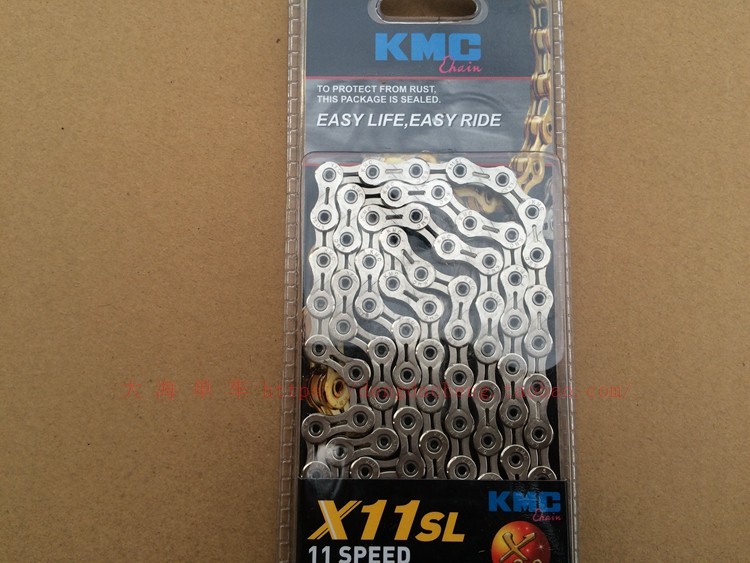 KMC
Chain
TO PROTECT FROM RUST,
THIS PACKAGE IS SEALED.
EASY LIFE,EASY RIDE
KMC
Chain
X11SL
11 SPEED